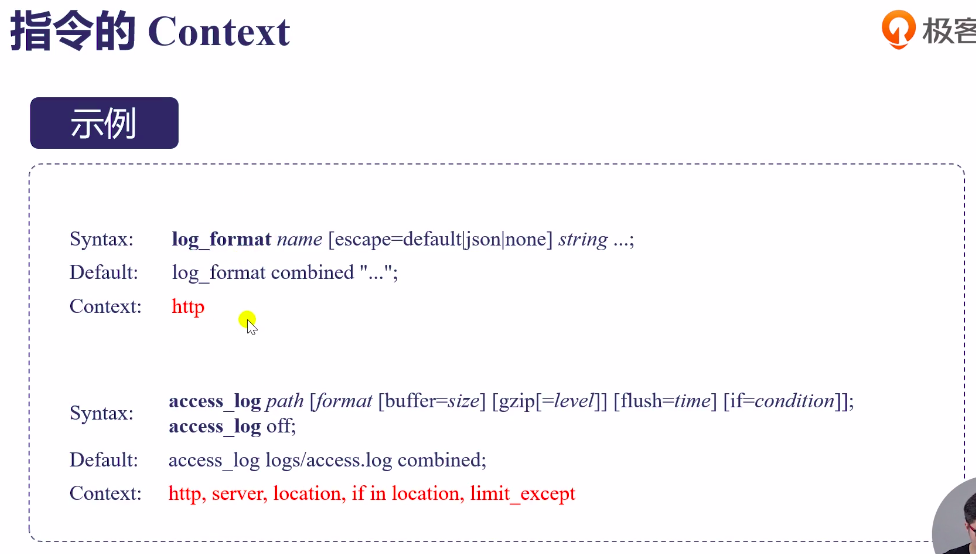 指令的 Context
极客
示例
Syntax: log_format name [escape=default|json|none] string ...;
Default: log_format combined "...";
Context: http
Syntax: access_log path [format [buffer=size] [gzip[=level]] [flush=time] [if=condition]];
access_log off;
Default: access_log logs/access.log combined;
Context: http, server, location, if in location, limit_except